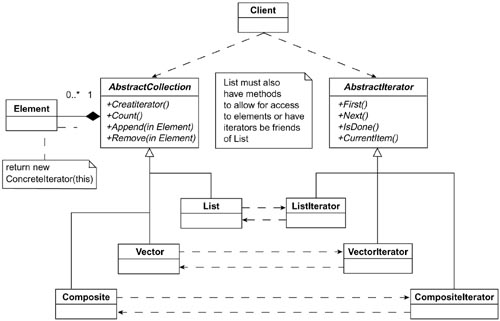 Client
AbstractCollection
+Creatiterator()
+Count()
+Append(in Element)
+Remove(in Element)
List must also
have methods
to allow for access
to elements or have
iterators be friends
of List
AbstractIterator
+First()
+Next()
+IsDone()
+CurrentItem()
0..* 1
Element
return new
ConcreteIterator(this)
List
ListIterator
Vector
VectorIterator
Composite
CompositeIterator